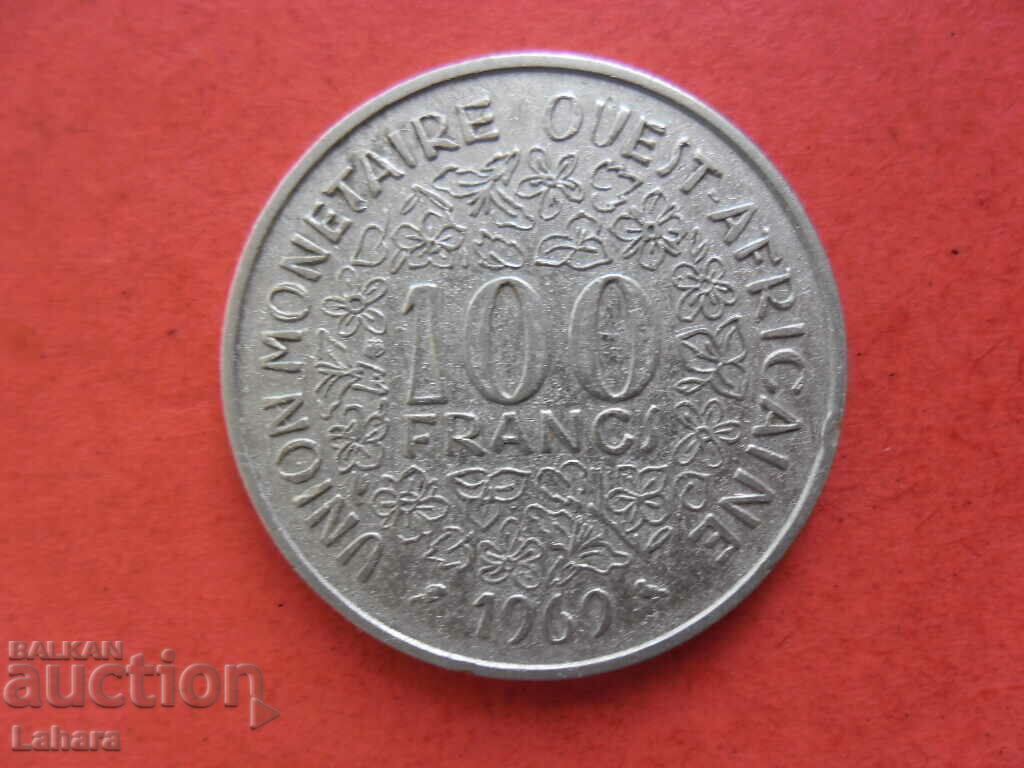 UNION MONETAIRE OUEST-AFRICAINE
100
FRANCS
1969
BALKAN
auction
Lahara